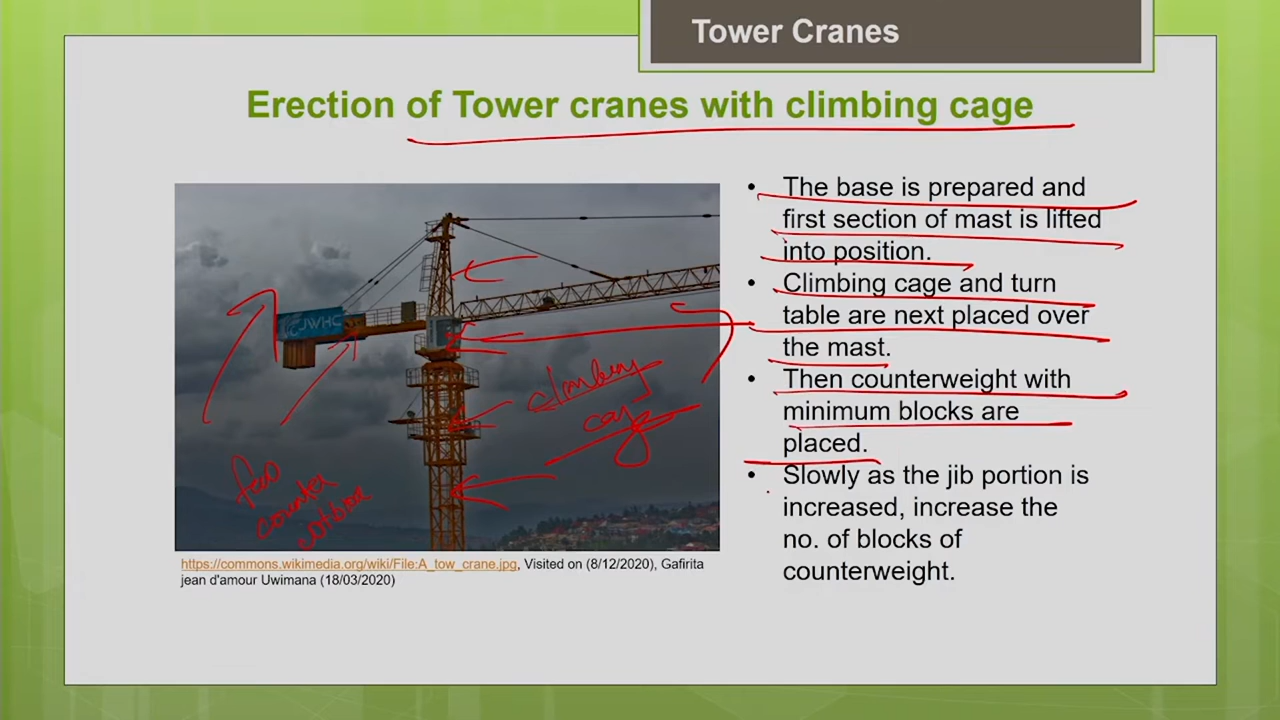 Tower Cranes
Erection of Tower cranes with climbing cage
JWHC
climbing
cage
few
counter
https://commons.wikimedia.org/wiki/File:A_tow_crane.jpg, Visited on (8/12/2020), Gafirita
jean d'amour Uwimana (18/03/2020)
• The base is prepared and
first section of mast is lifted
into position.
• Climbing cage and turn
table are next placed over
the mast.
• Then counterweight with
minimum blocks are
placed.
• Slowly as the jib portion is
increased, increase the
no. of blocks of
counterweight.